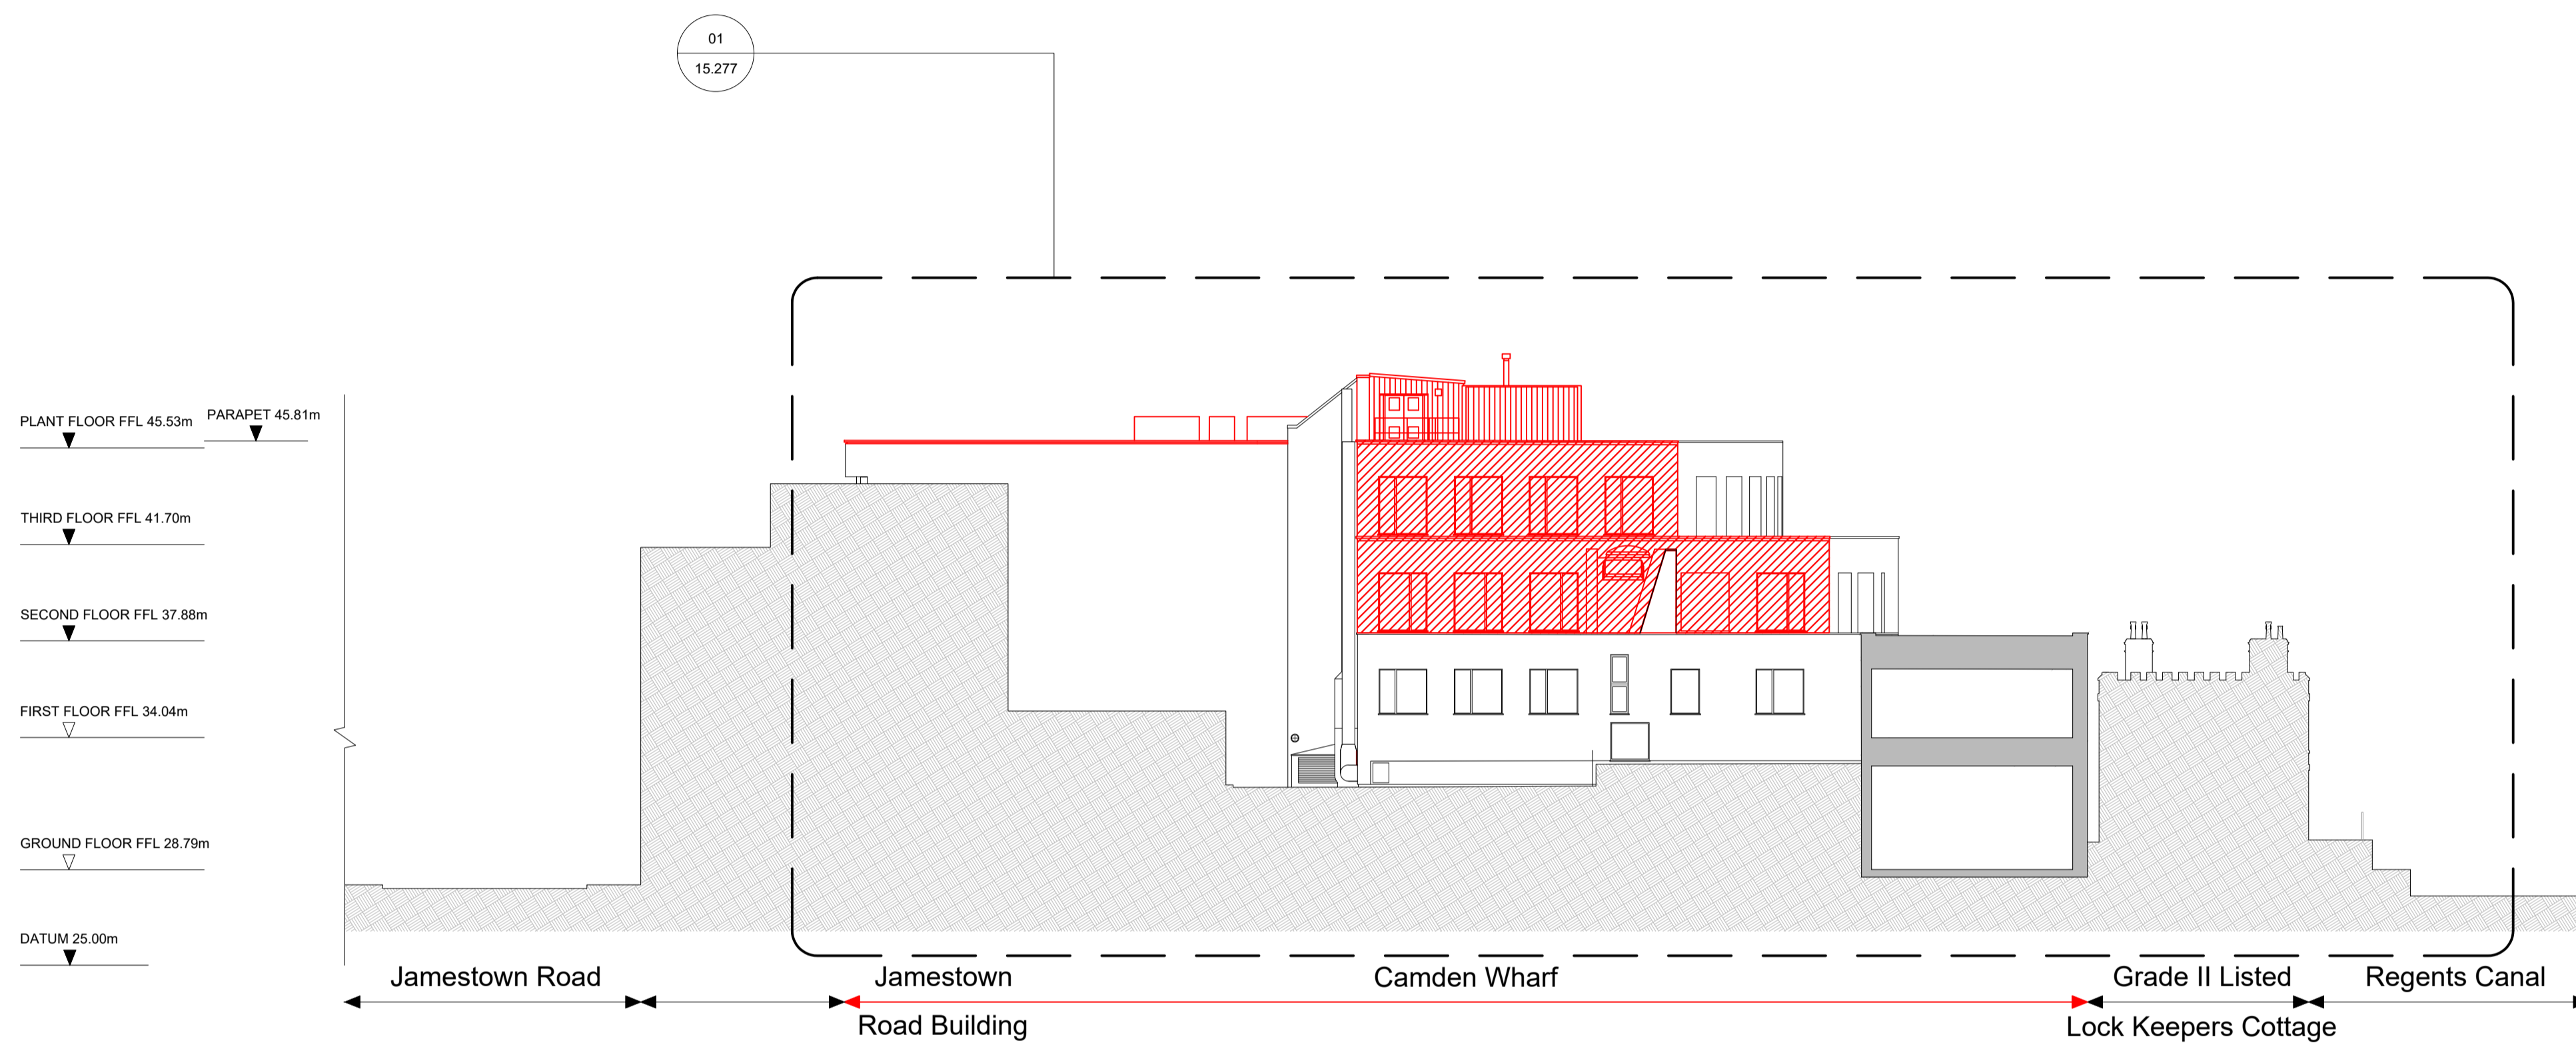 01
15.277
PLANT FLOOR FFL 45.53m
PARAPET 45.81m
THIRD FLOOR FFL 41.70m
SECOND FLOOR FFL 37.88m
FIRST FLOOR FFL 34.04m
GROUND FLOOR FFL 28.79m
DATUM 25.00m
Jamestown Road
Jamestown
Road Building
Camden Wharf
Grade II Listed
Lock Keepers Cottage
Regents Canal